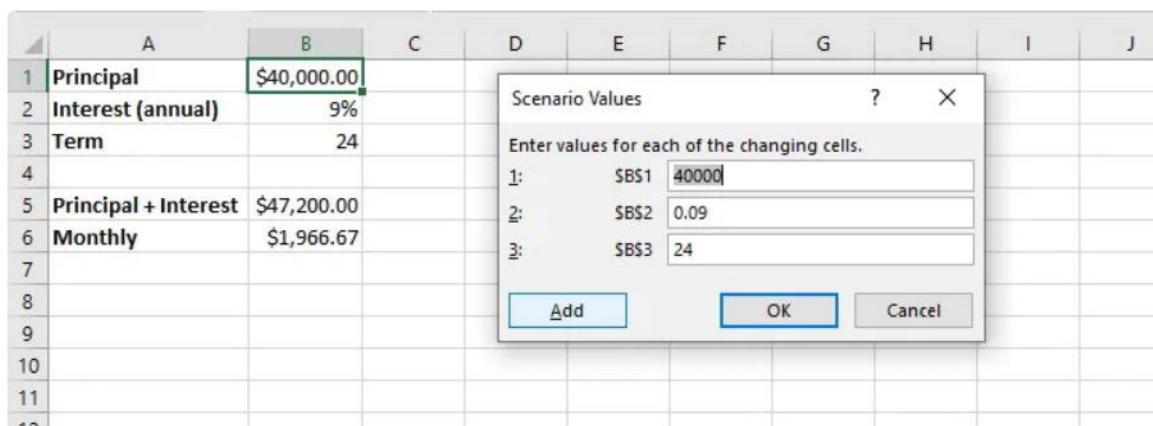 A B C D E F G H I J
1 Principal $40,000.00
2 Interest (annual) 9%
3 Term 24
4
5 Principal + Interest $47,200.00
6 Monthly $1,966.67
7
8
9
10
11
Scenario Values ? ×
Enter values for each of the changing cells.
1: $B$1 40000
2: $B$2 0.09
3: $B$3 24
Add OK Cancel